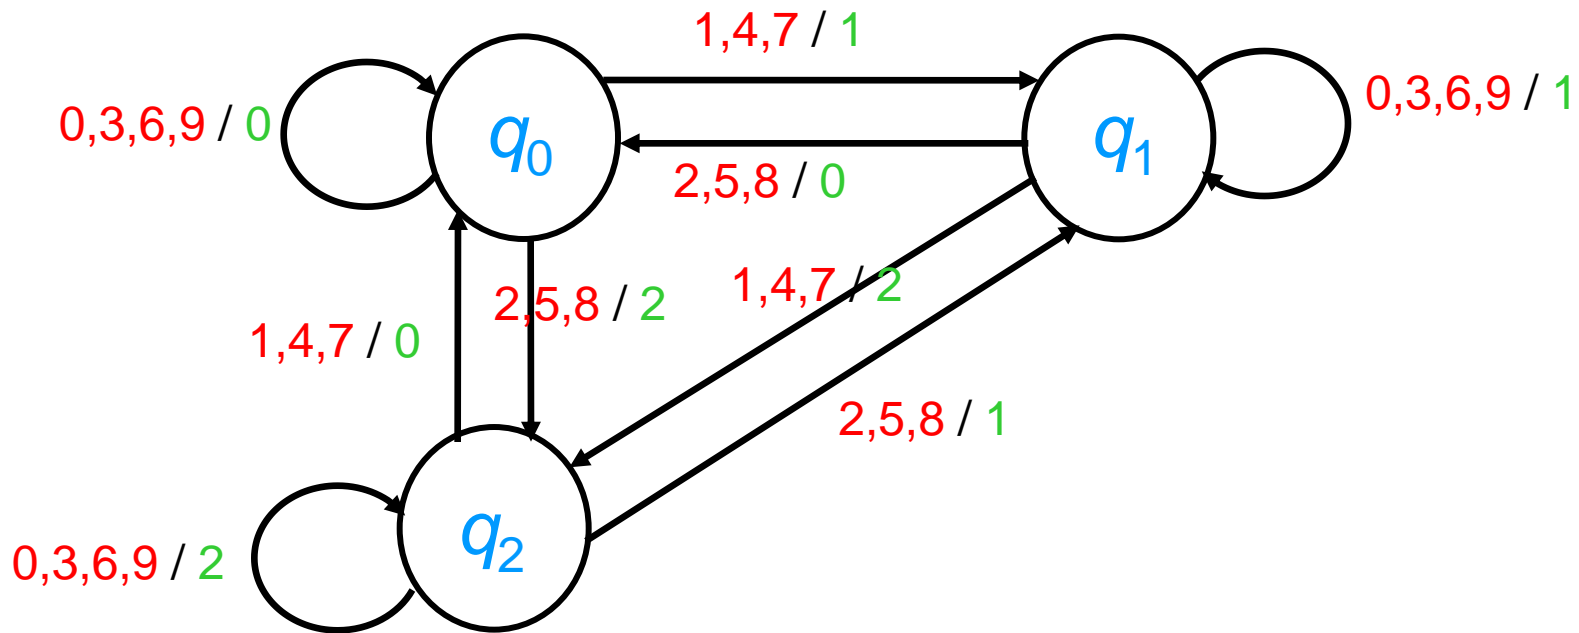 1,4,7 / 1
0,3,6,9 / 0
q0
q1
0,3,6,9 / 1
2,5,8 / 0
1,4,7 / 0
2,5,8 / 2
1,4,7 / 2
2,5,8 / 1
q2
0,3,6,9 / 2